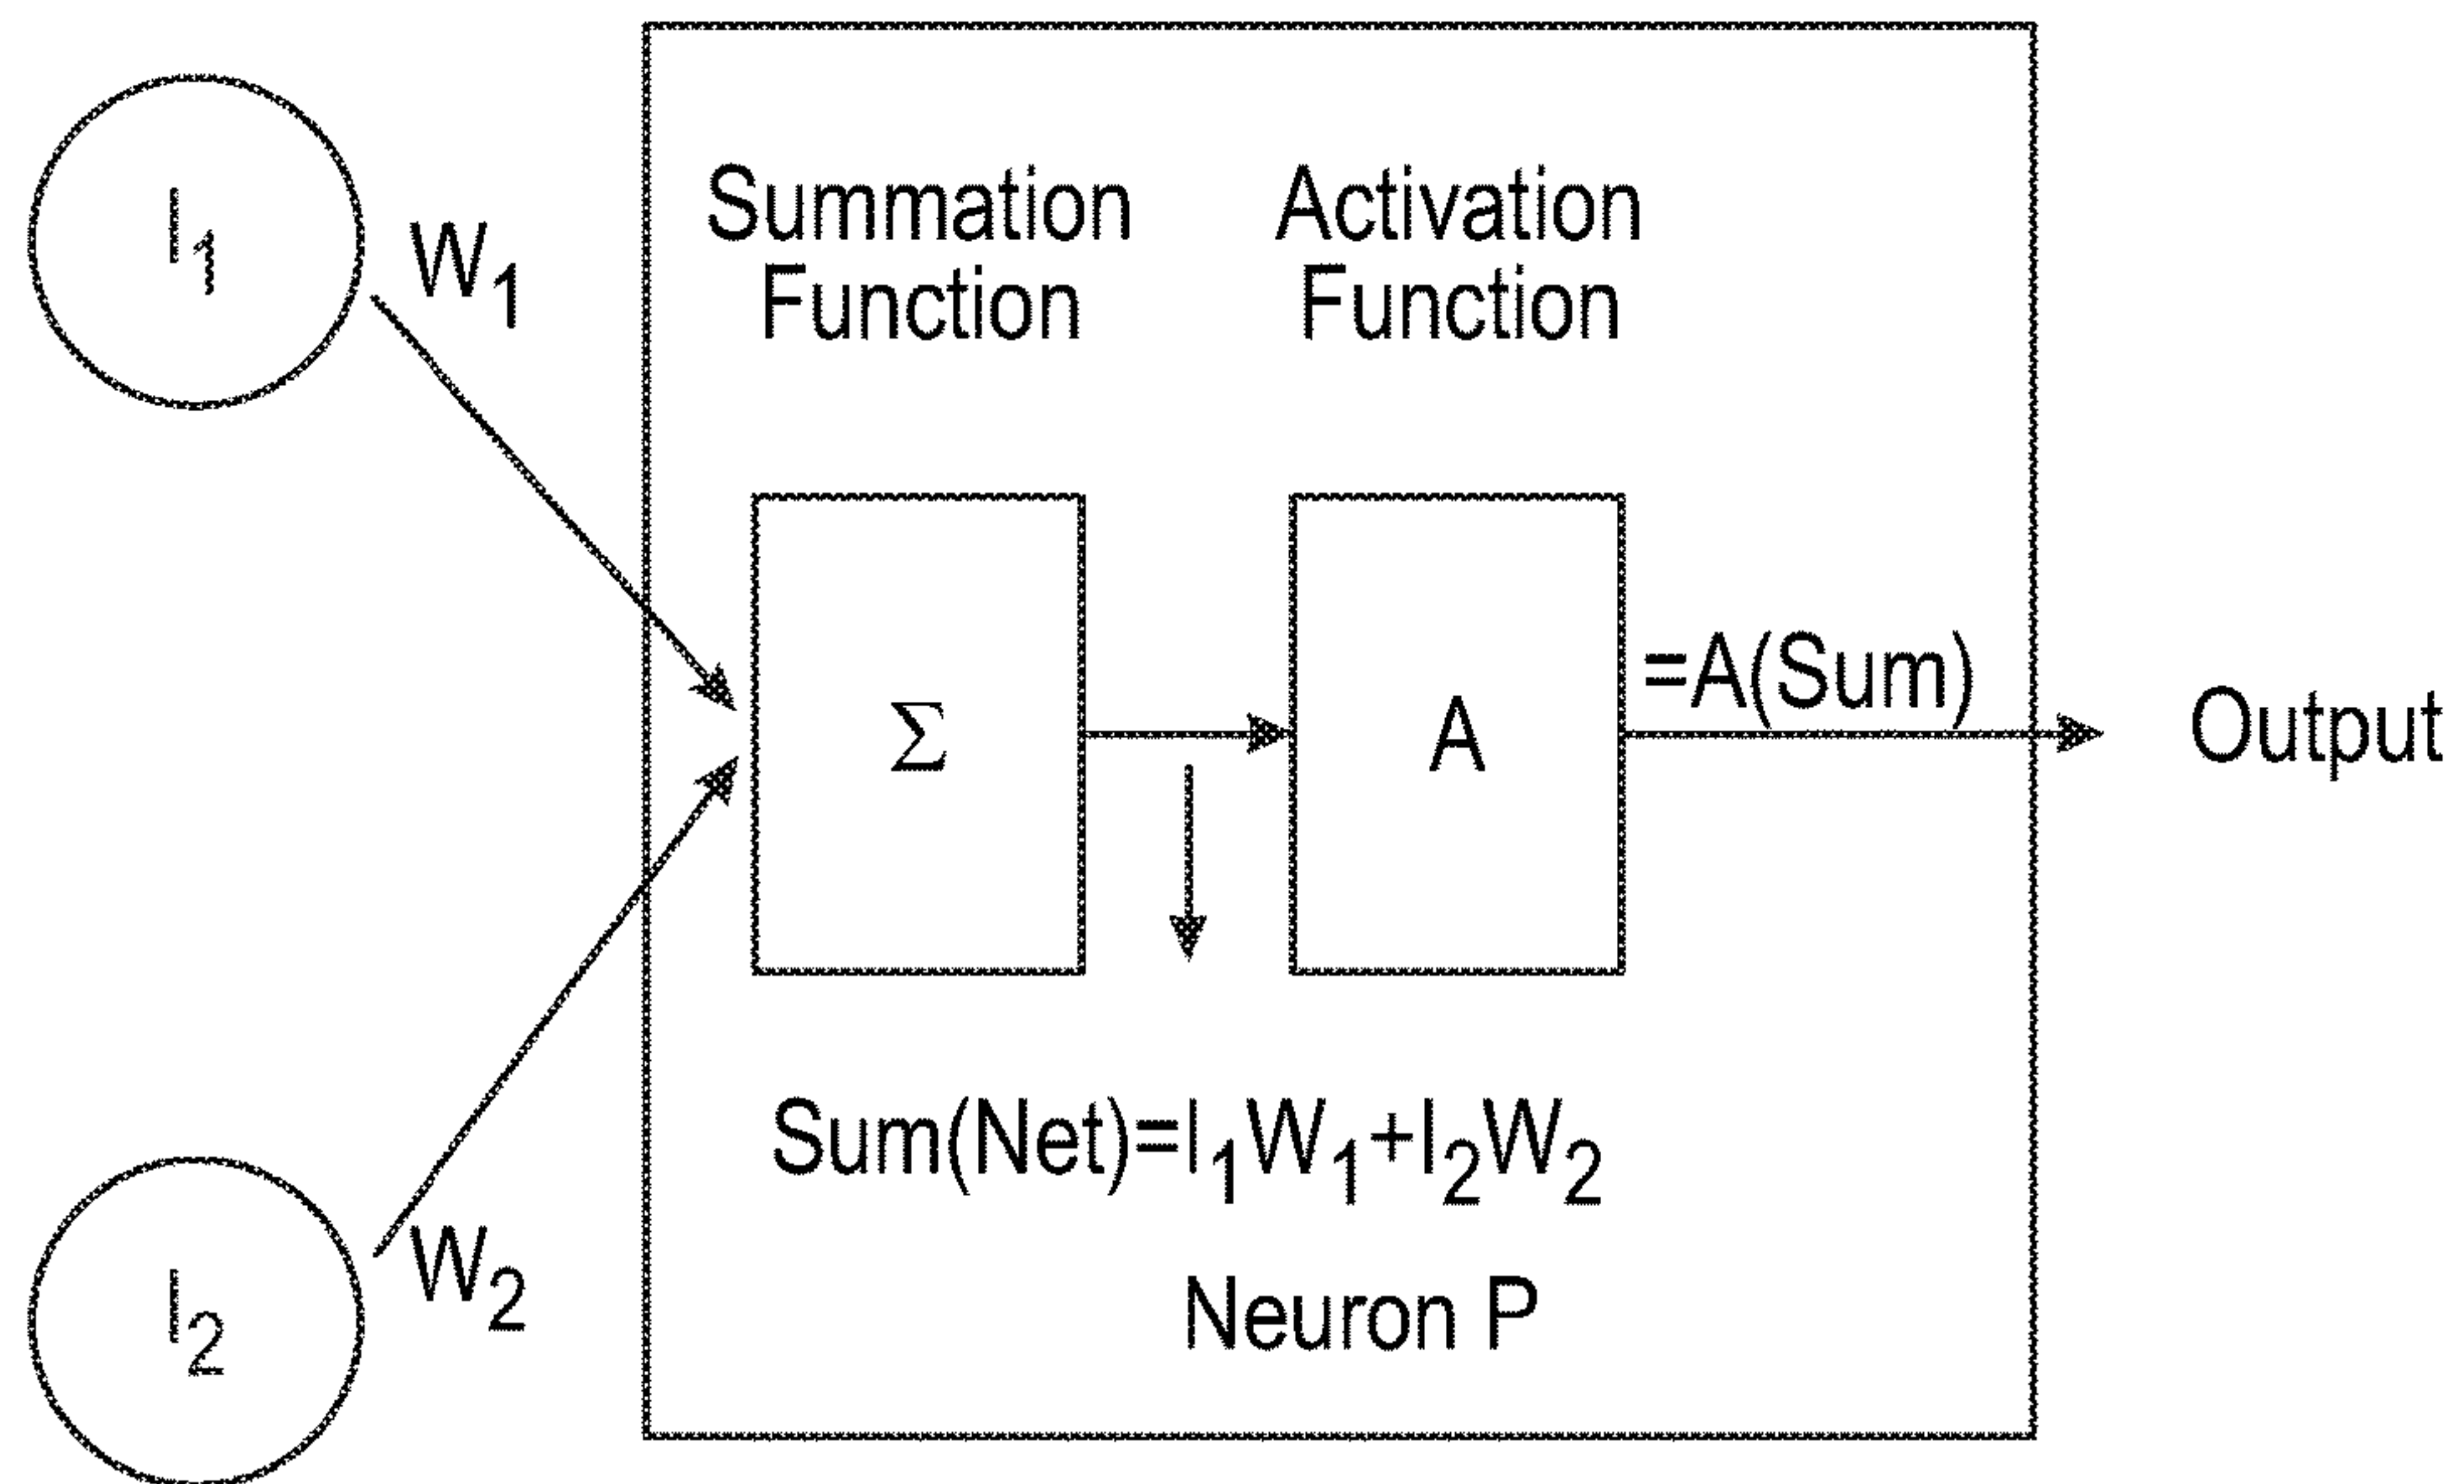 I₁
W₁
Summation
Function
Activation
Function
Σ
A
=A(Sum)
Output
Sum(Net)=I₁W₁+I₂W₂
I₂
W₂
Neuron P